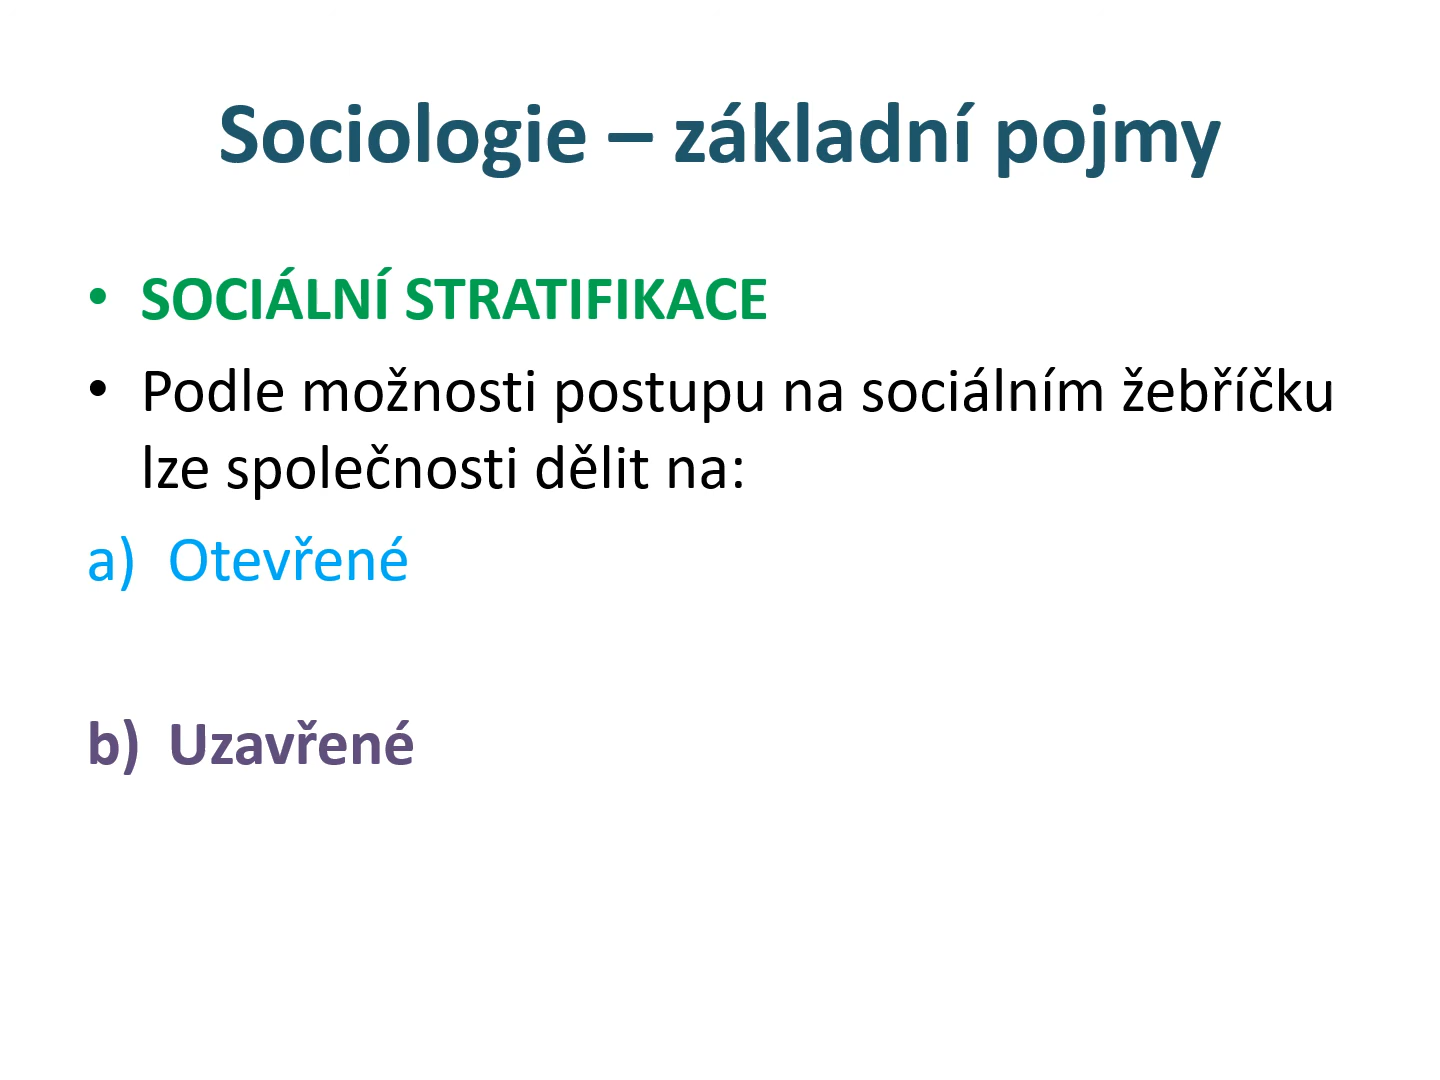 Sociologie – základní pojmy
• SOCIÁLNÍ STRATIFIKACE
• Podle možnosti postupu na sociálním žebříčku
lze společnosti dělit na:
a) Otevřené
b) Uzavřené